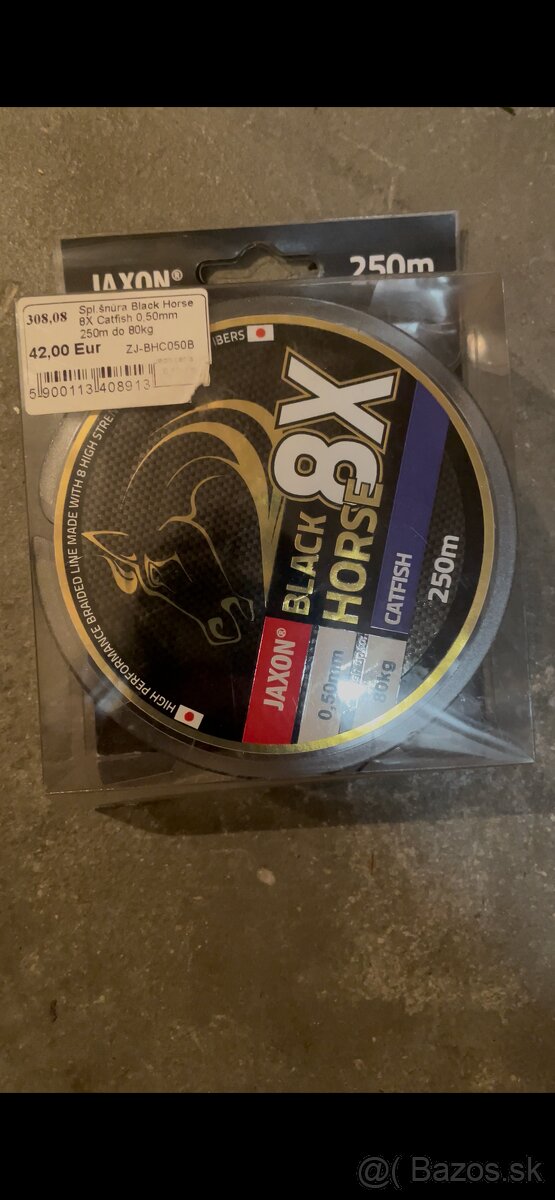 JAXON® 250m
308,08 Spl.šnúra Black Horse
8X Catfish 0,50mm
250m do 80kg
42,00 Eur ZJ-BHC050B
5 900113 408913
HIGH PERFORMANCE BRAIDED LINE MADE WITH 8 HIGH
8X
BLACK
HORSE
CATFISH
250m
JAXON®
0,50mm
80kg
@( Bazos.sk